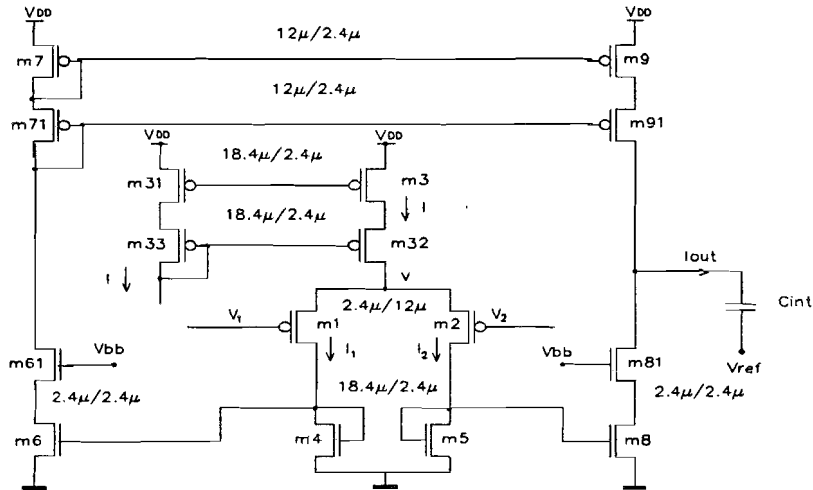 VDD
VDD
12μ/2.4μ
m7
m9
12μ/2.4μ
m71
m91
VDD
VDD
18.4μ/2.4μ
m31
m3
I
18.4μ/2.4μ
m33
m32
I
V
Iout
2.4μ/12μ
V1
V2
m1
m2
Cint
I1
I2
Vbb
Vbb
m61
m81
Vref
2.4μ/2.4μ
18.4μ/2.4μ
2.4μ/2.4μ
m6
m4
m5
m8